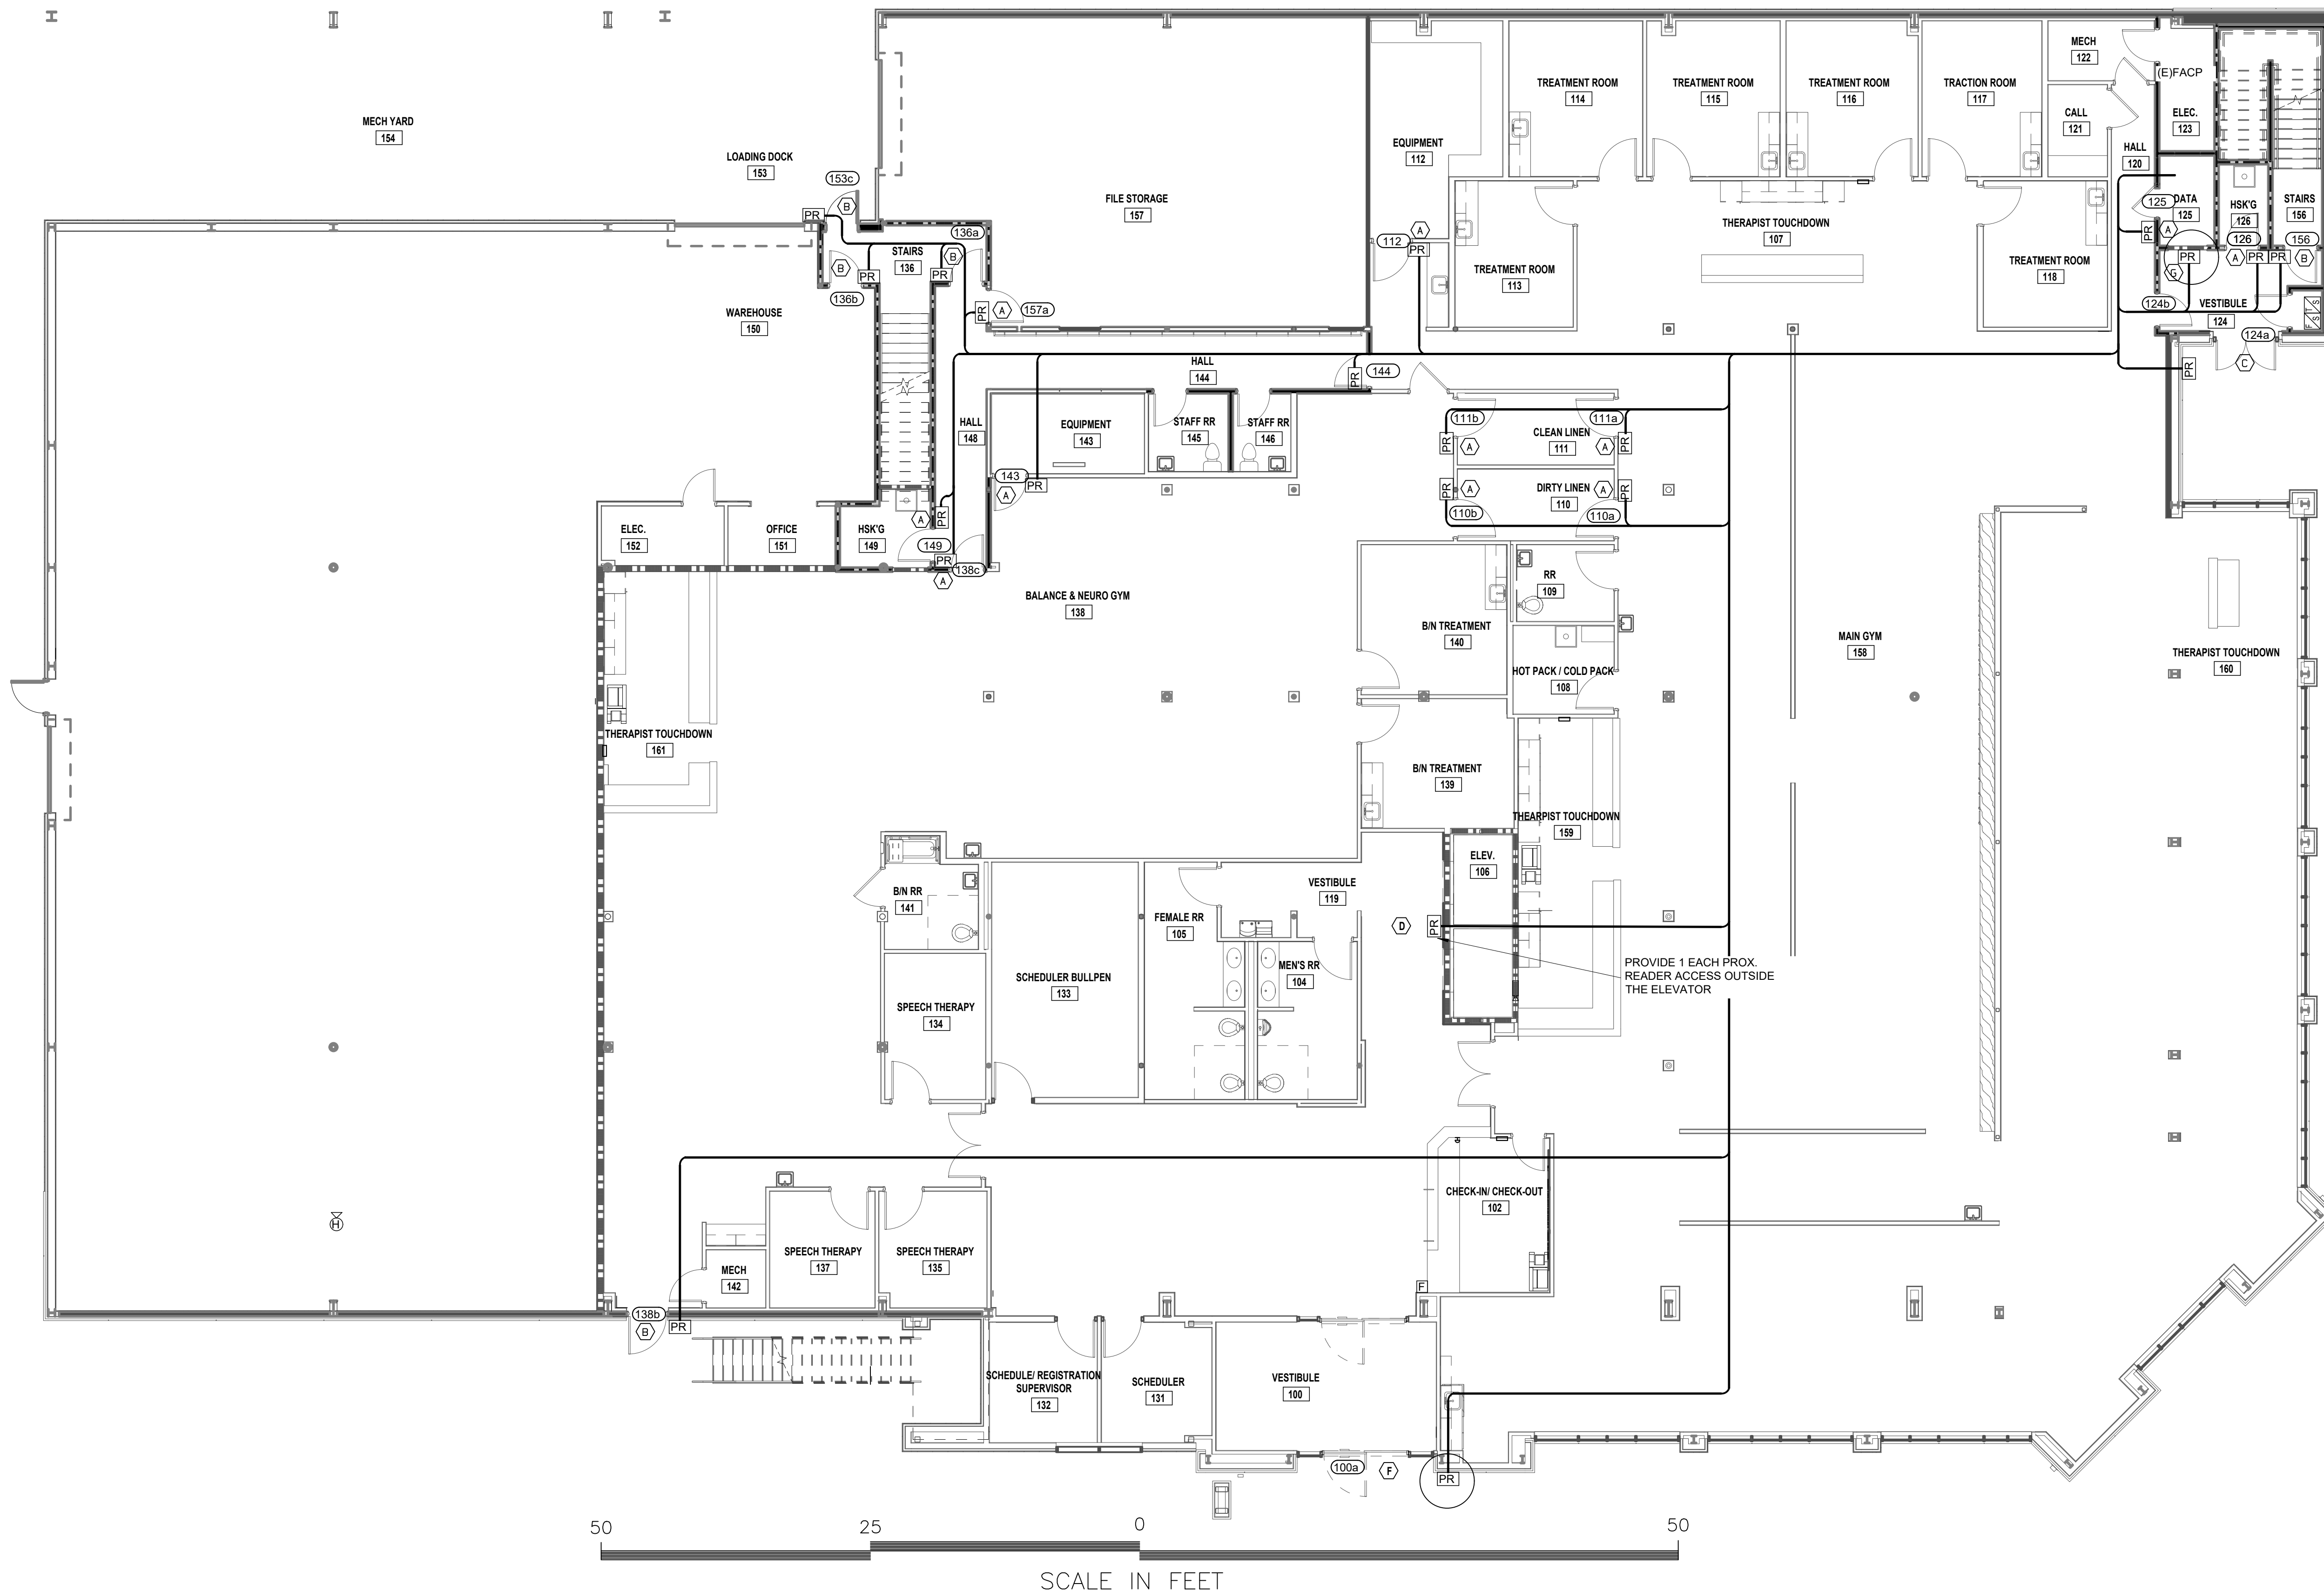 MECH YARD
154
LOADING DOCK
153
153c
B
PR
FILE STORAGE
157
EQUIPMENT
112
TREATMENT ROOM
114
TREATMENT ROOM
115
TREATMENT ROOM
116
TRACTION ROOM
117
MECH
122
(E)FACP
CALL
121
ELEC.
123
HALL
120
DATA
125
125
A
PR
HSK'G
126
126
A
PR
STAIRS
156
156
PR
B
PR
G
124b
VESTIBULE
124
124a
C
PR
F
T
S
S
THERAPIST TOUCHDOWN
107
TREATMENT ROOM
113
TREATMENT ROOM
118
112
A
PR
136a
B
PR
STAIRS
136
B
PR
136b
PR
A
157a
WAREHOUSE
150
HALL
144
144
PR
HALL
148
EQUIPMENT
143
143
A
PR
STAFF RR
145
STAFF RR
146
111b
PR
A
111a
A
PR
CLEAN LINEN
111
DIRTY LINEN
110
PR
A
110b
A
PR
110a
ELEC.
152
OFFICE
151
HSK'G
149
A
PR
149
PR
A
138c
BALANCE & NEURO GYM
138
RR
109
B/N TREATMENT
140
HOT PACK / COLD PACK
108
MAIN GYM
158
THERAPIST TOUCHDOWN
160
THERAPIST TOUCHDOWN
161
B/N TREATMENT
139
THEARPIST TOUCHDOWN
159
ELEV.
106
B/N RR
141
VESTIBULE
119
FEMALE RR
105
D
PR
MEN'S RR
104
PROVIDE 1 EACH PROX.
READER ACCESS OUTSIDE
THE ELEVATOR
SCHEDULER BULLPEN
133
SPEECH THERAPY
134
CHECK-IN/ CHECK-OUT
102
H
SPEECH THERAPY
137
SPEECH THERAPY
135
MECH
142
F
138b
B
PR
SCHEDULE/ REGISTRATION
SUPERVISOR
132
SCHEDULER
131
VESTIBULE
100
100a
F
PR
50
25
0
50
SCALE IN FEET